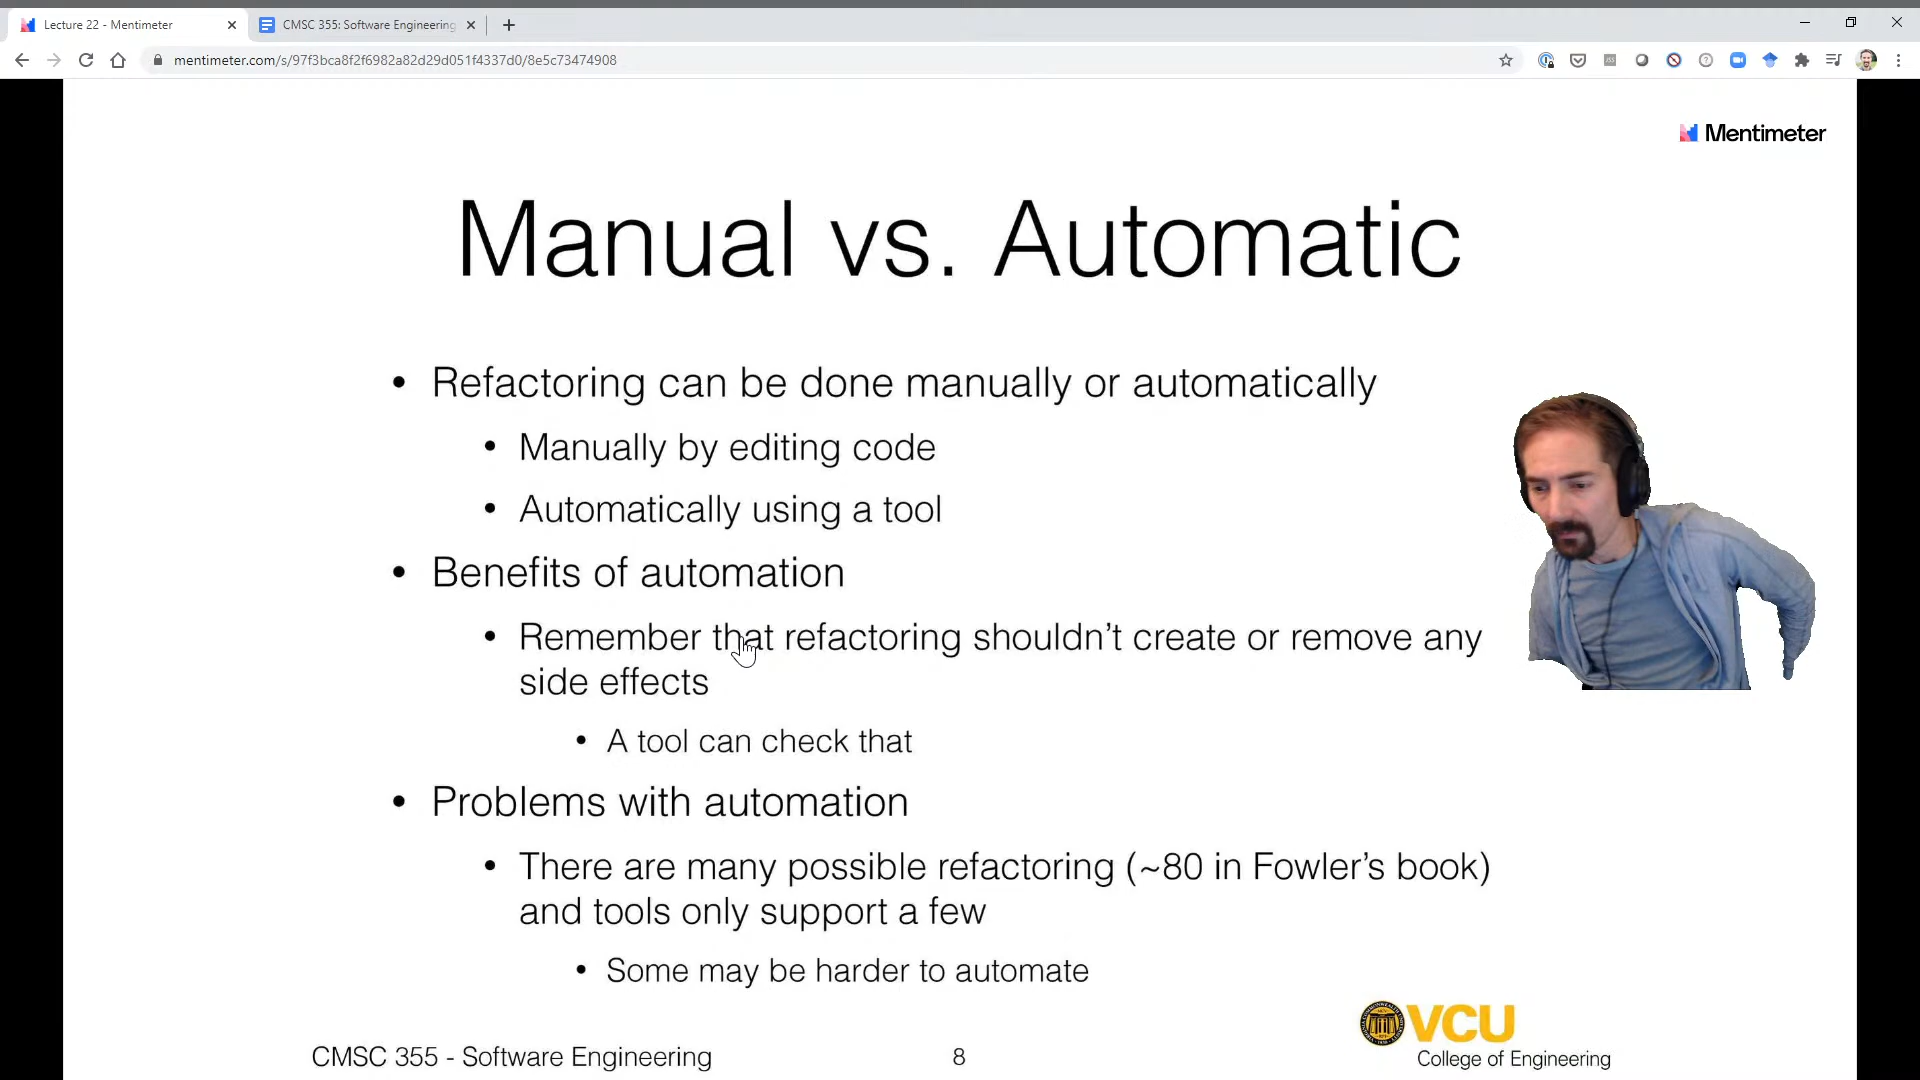 Lecture 22 - Mentimeter
CMSC 355: Software Engineering
mentimeter.com/s/97f3bca8f2f6982a82d29d051f4337d0/8e5c73474908
Mentimeter
Manual vs. Automatic
• Refactoring can be done manually or automatically
• Manually by editing code
• Automatically using a tool
• Benefits of automation
• Remember that refactoring shouldn't create or remove any
side effects
• A tool can check that
• Problems with automation
• There are many possible refactoring (~80 in Fowler's book)
and tools only support a few
• Some may be harder to automate
VCU
College of Engineering
CMSC 355 - Software Engineering
8